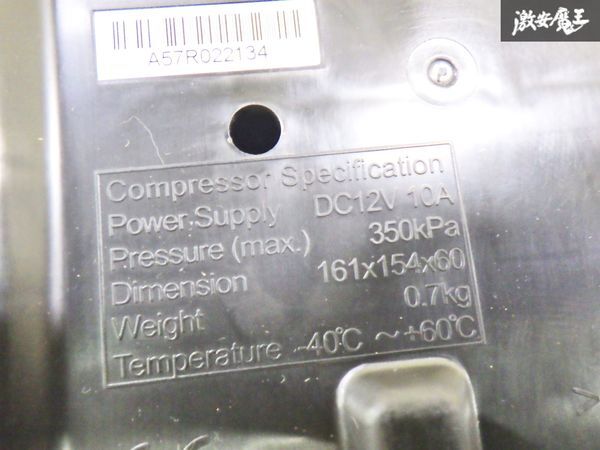 激安魔王
A57R022134
Compressor Specification
Power Supply DC12V 10A
Pressure (max.) 350kPa
Dimension 161x154x60
Weight 0.7kg
Temperature -40℃ ～ +60℃